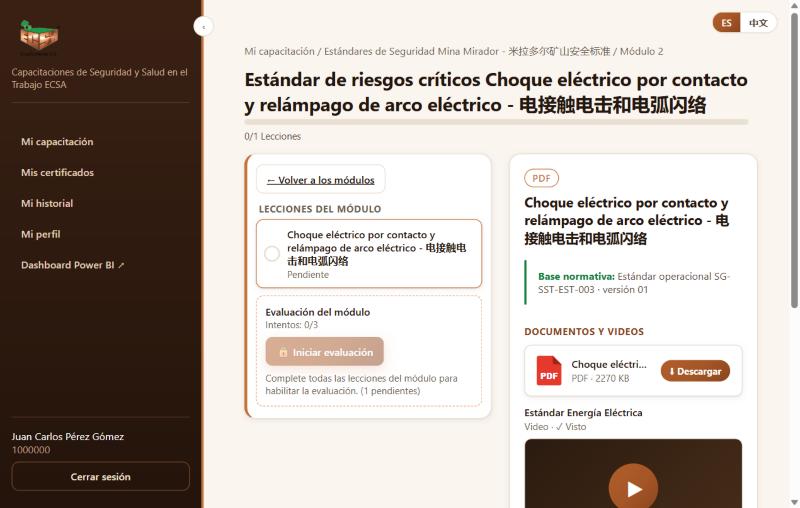 ECSA
Capacitaciones de Seguridad y Salud en el
Trabajo ECSA
Mi capacitación
Mis certificados
Mi historial
Mi perfil
Dashboard Power BI ↗
Juan Carlos Pérez Gómez
1000000
Cerrar sesión
‹
ES
中文
Mi capacitación / Estándares de Seguridad Mina Mirador - 米拉多尔矿山安全标准 / Módulo 2
Estándar de riesgos críticos Choque eléctrico por contacto
y relámpago de arco eléctrico - 电接触电击和电弧闪络
0/1 Lecciones
← Volver a los módulos
LECCIONES DEL MÓDULO
Choque eléctrico por contacto y
relámpago de arco eléctrico - 电接触电
击和电弧闪络
Pendiente
Evaluación del módulo
Intentos: 0/3
🔒 Iniciar evaluación
Complete todas las lecciones del módulo para
habilitar la evaluación. (1 pendientes)
PDF
Choque eléctrico por contacto y
relámpago de arco eléctrico - 电
接触电击和电弧闪络
Base normativa: Estándar operacional SG-
SST-EST-003 · versión 01
DOCUMENTOS Y VIDEOS
PDF
Choque eléctri...
PDF · 2270 KB
⬇ Descargar
Estándar Energía Eléctrica
Video · ✓ Visto